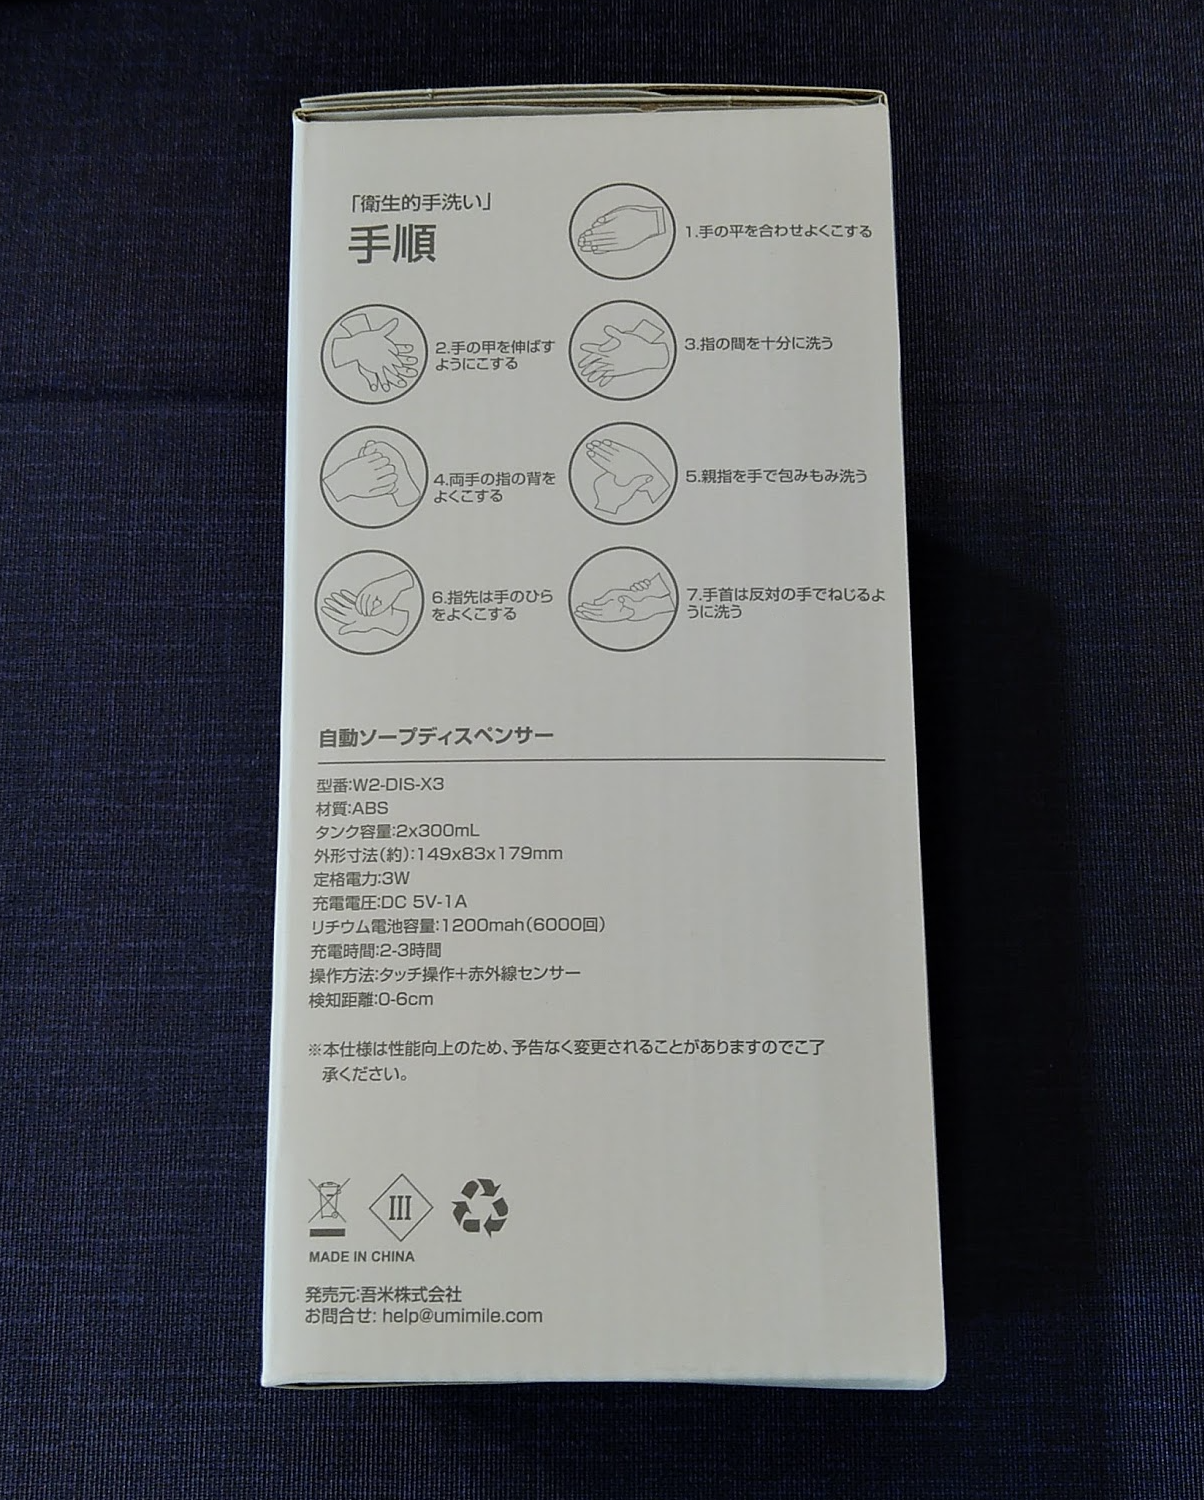 「衛生的手洗い」
手順
1.手の平を合わせよくこする
2.手の甲を伸ばす
ようにこする
3.指の間を十分に洗う
4.両手の指の背を
よくこする
5.親指を手で包みもみ洗う
6.指先は手のひら
をよくこする
7.手首は反対の手でねじるよ
うに洗う
自動ソープディスペンサー
型番:W2-DIS-X3
材質:ABS
タンク容量:2x300mL
外形寸法(約):149x83x179mm
定格電力:3W
充電電圧:DC 5V-1A
リチウム電池容量:1200mah(6000回)
充電時間:2-3時間
操作方法:タッチ操作+赤外線センサー
検知距離:0-6cm
※本仕様は性能向上のため、予告なく変更されることがありますのでご了
承ください。
III
MADE IN CHINA
発売元:吾米株式会社
お問合せ: help@umimile.com